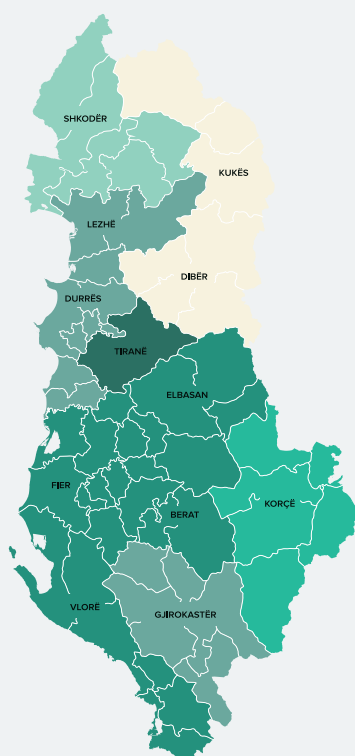 SHKODËR
KUKËS
LEZHË
DIBËR
DURRËS
TIRANË
ELBASAN
FIER
KORÇË
BERAT
VLORË
GJIROKASTËR